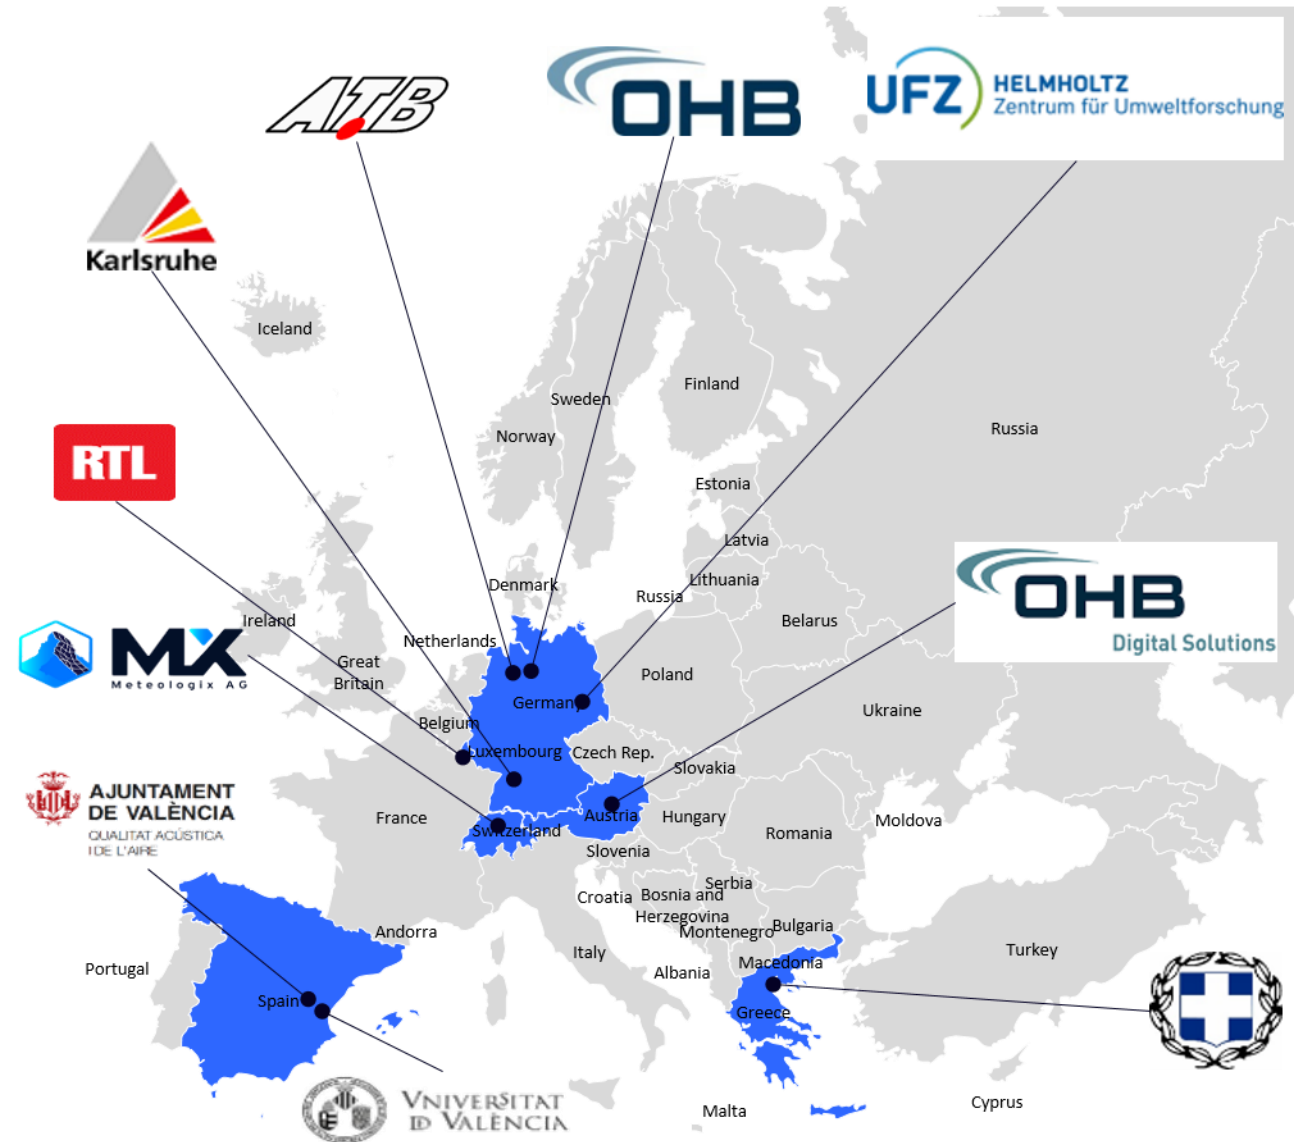 ATB
OHB
UFZ
HELMHOLTZ
Zentrum für Umweltforschung
Karlsruhe
Iceland
Finland
Sweden
Norway
Russia
RTL
Estonia
Latvia
Lithuania
Denmark
Russia
OHB
Digital Solutions
Ireland
Belarus
Netherlands
MX
Meteologix AG
Great
Britain
Poland
Germany
Ukraine
Belgium
Luxembourg
Czech Rep.
Slovakia
AJUNTAMENT
DE VALÈNCIA
QUALITAT ACÚSTICA
I DE L'AIRE
France
Switzerland
Austria
Hungary
Romania
Moldova
Slovenia
Serbia
Croatia
Bosnia and
Herzegovina
Montenegro
Bulgaria
Andorra
Italy
Turkey
Portugal
Albania
Macedonia
Spain
Greece
VNIVERSITAT
ID VALÈNCIA
Malta
Cyprus